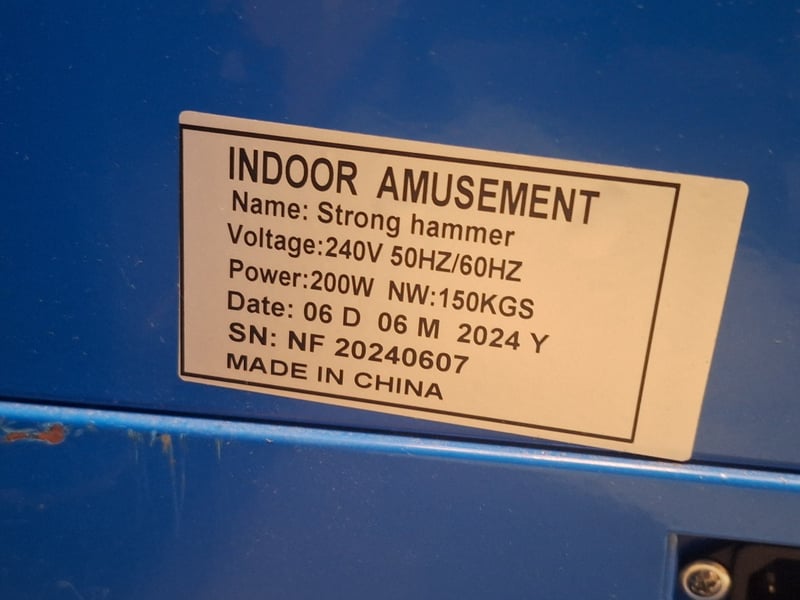 INDOOR AMUSEMENT
Name: Strong hammer
Voltage:240V 50HZ/60HZ
Power:200W NW:150KGS
Date: 06 D 06 M 2024 Y
SN: NF 20240607
MADE IN CHINA